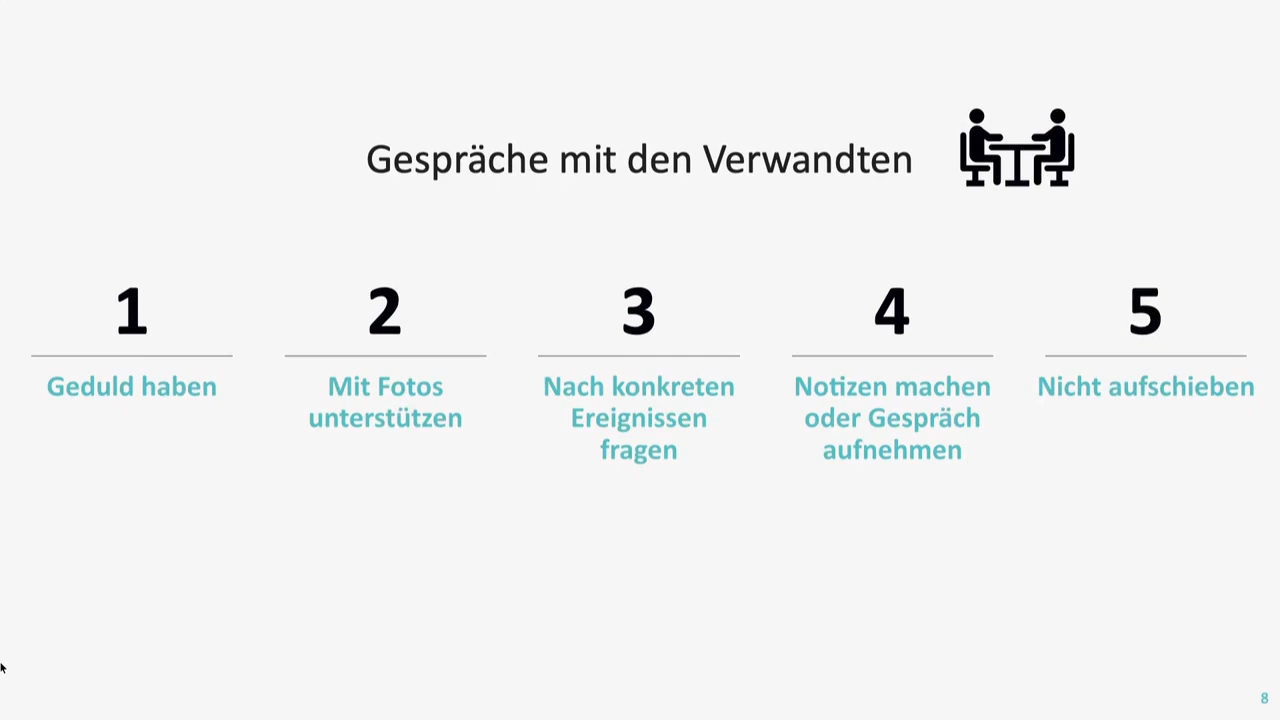 Gespräche mit den Verwandten
1
Geduld haben
2
Mit Fotos
unterstützen
3
Nach konkreten
Ereignissen
fragen
4
Notizen machen
oder Gespräch
aufnehmen
5
Nicht aufschieben
8